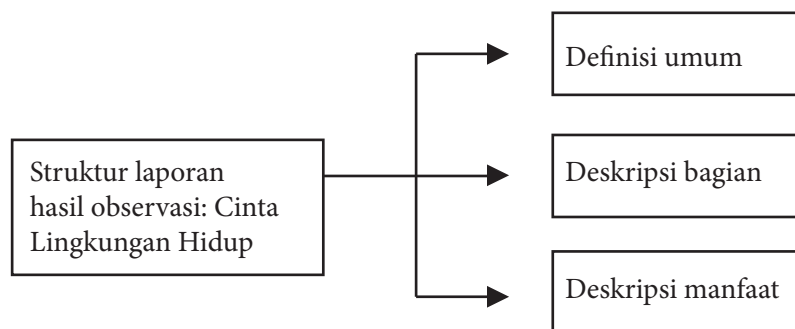 Struktur laporan
hasil observasi: Cinta
Lingkungan Hidup
Definisi umum
Deskripsi bagian
Deskripsi manfaat